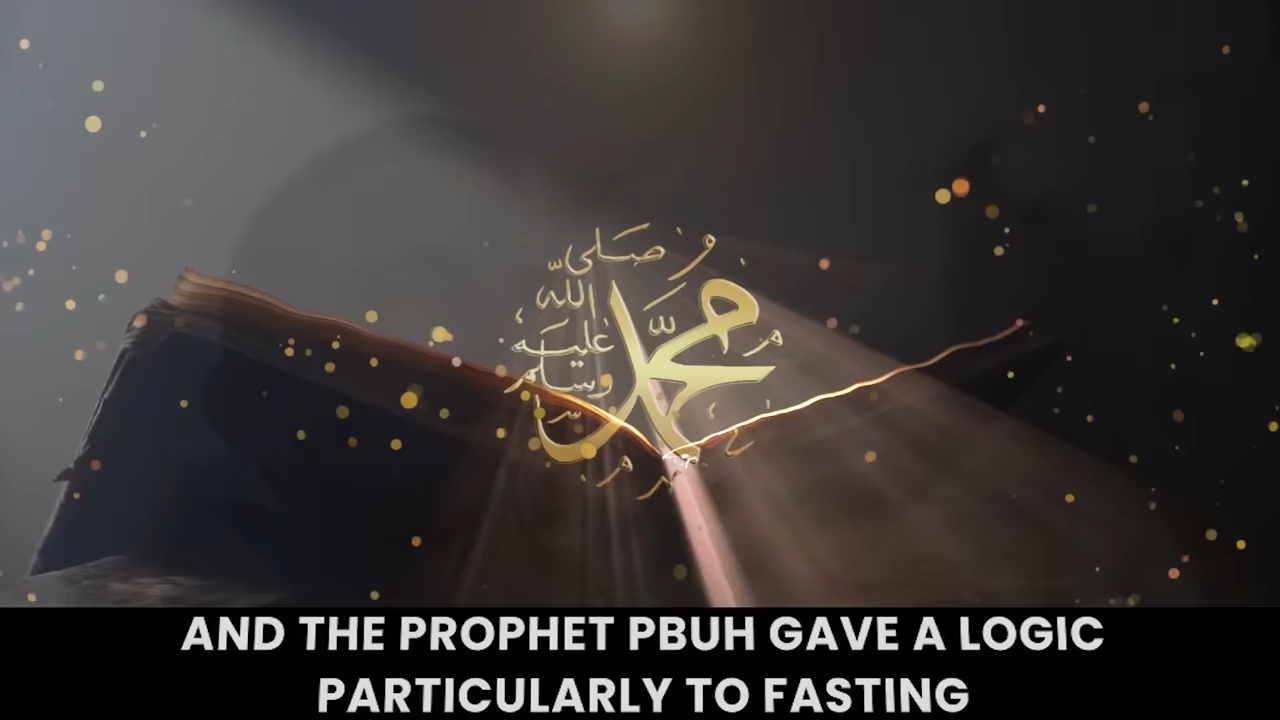 محمد
صلى
الله
عليه
وسلم
AND THE PROPHET PBUH GAVE A LOGIC
PARTICULARLY TO FASTING